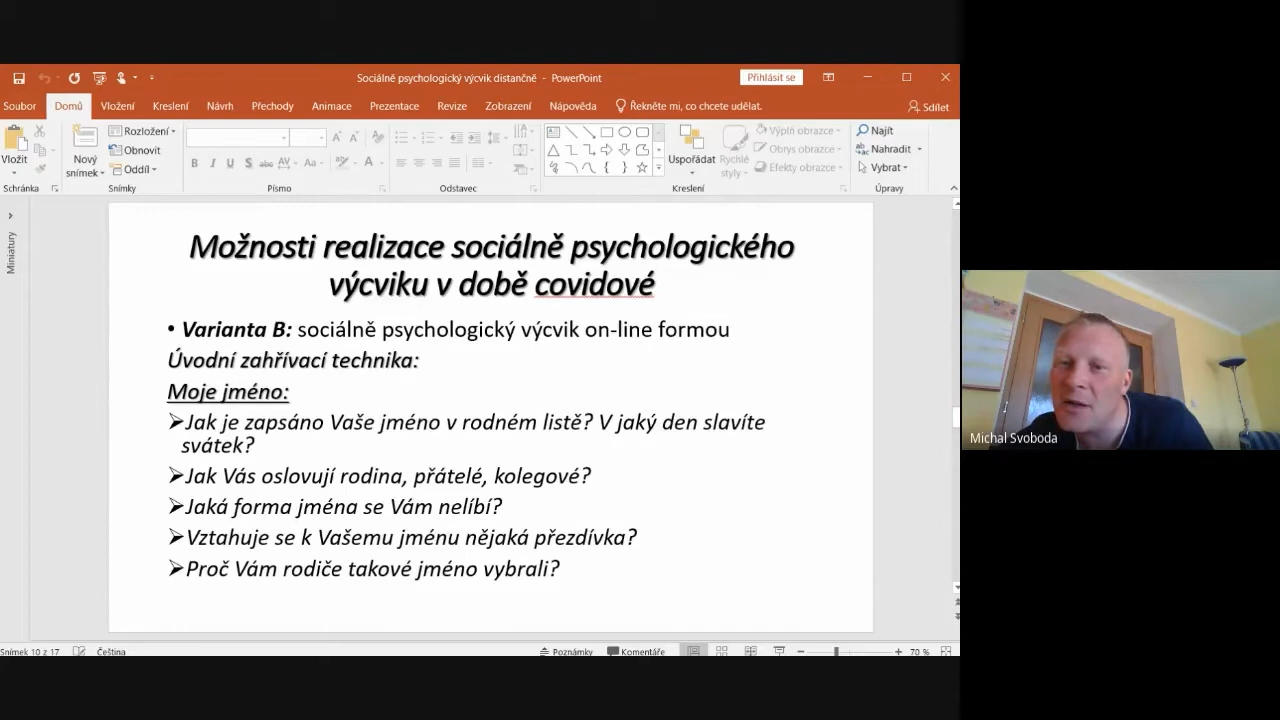 Sociálně psychologický výcvik distančně - PowerPoint
Přihlásit se
Soubor Domů Vložení Kreslení Návrh Přechody Animace Prezentace Revize Zobrazení Nápověda Řekněte mi, co chcete udělat. Sdílet
Vložit
Nový snímek
Rozložení
Obnovit
Oddíl
Uspořádat
Rychlé styly
Výplň obrazce
Obrys obrazce
Efekty obrazce
Najít
Nahradit
Vybrat
Schránka Snímky Písmo Odstavec Kreslení Úpravy
Miniatury
Možnosti realizace sociálně psychologického
výcviku v době covidové
• Varianta B: sociálně psychologický výcvik on-line formou
Úvodní zahřívací technika:
Moje jméno:
➢Jak je zapsáno Vaše jméno v rodném listě? V jaký den slavíte
svátek?
➢Jak Vás oslovují rodina, přátelé, kolegové?
➢Jaká forma jména se Vám nelíbí?
➢Vztahuje se k Vašemu jménu nějaká přezdívka?
➢Proč Vám rodiče takové jméno vybrali?
Michal Svoboda
Snímek 10 z 17 Čeština Poznámky Komentáře 70 %